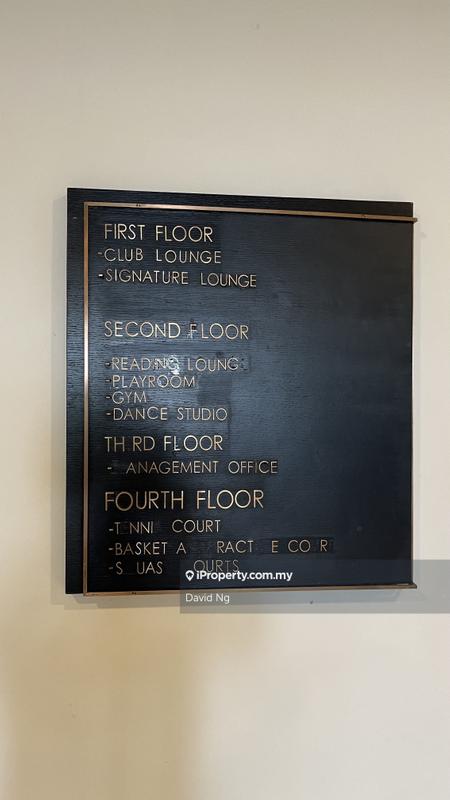 FIRST FLOOR
-CLUB LOUNGE
-SIGNATURE LOUNGE
SECOND FLOOR
-READING LOUNG
-PLAYROOM
-GYM
-DANCE STUDIO
TH RD FLOOR
- ANAGEMENT OFFICE
FOURTH FLOOR
-T NNI COURT
-BASKET A RACT E CO R
-S UAS OURTS
iProperty.com.my
David Ng